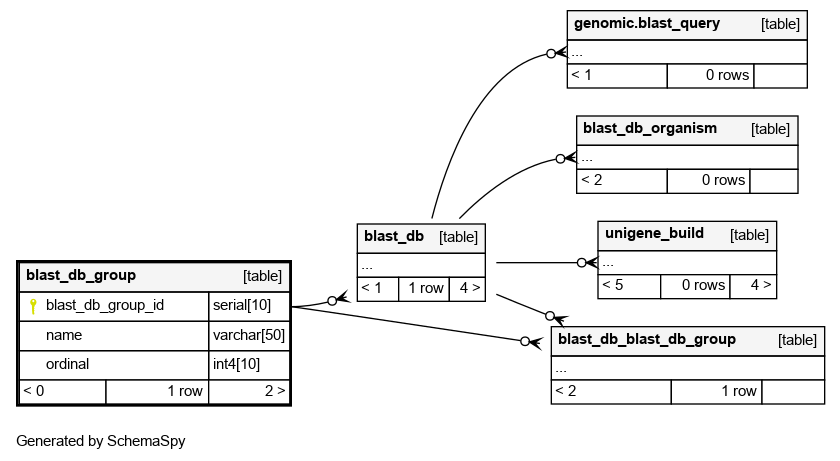 genomic.blast_query [table]
...
< 1 0 rows
blast_db_organism [table]
...
< 2 0 rows
blast_db [table]
...
< 1 1 row 4 >
unigene_build [table]
...
< 5 0 rows 4 >
blast_db_group [table]
blast_db_group_id serial[10]
name varchar[50]
ordinal int4[10]
< 0 1 row 2 >
blast_db_blast_db_group [table]
...
< 2 1 row
Generated by SchemaSpy